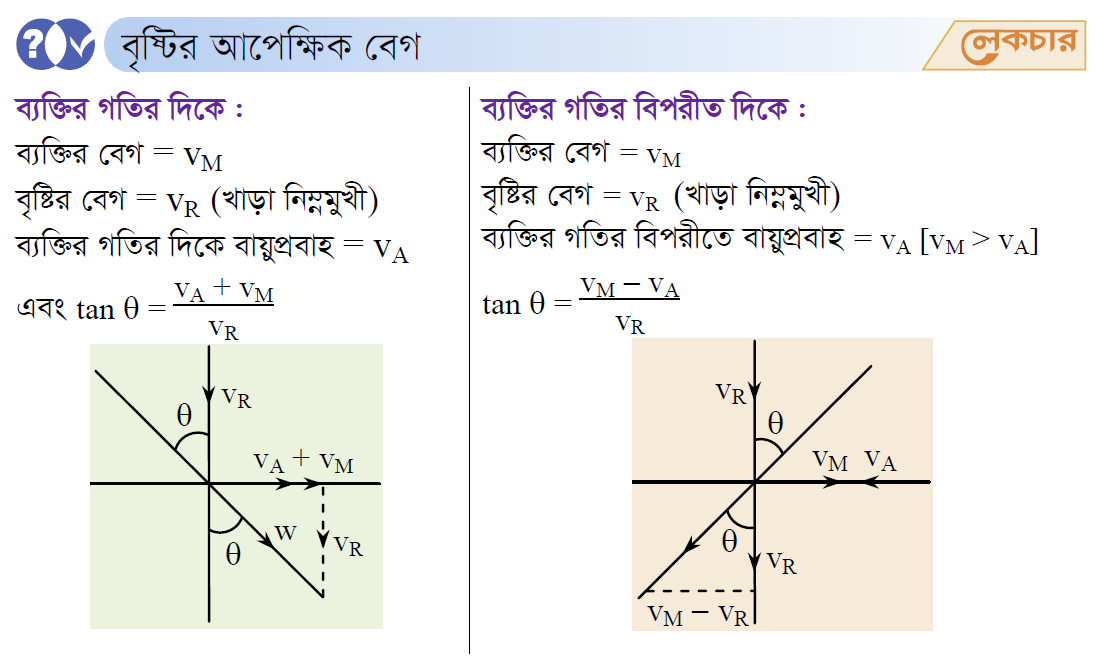 বৃষ্টির আপেক্ষিক বেগ
লেকচার
ব্যক্তির গতির দিকে :
ব্যক্তির বেগ = vM
বৃষ্টির বেগ = vR (খাড়া নিম্নমুখী)
ব্যক্তির গতির দিকে বায়ুপ্রবাহ = vA
এবং tan θ = (vA + vM)/vR
vR
θ
vA + vM
w
vR
θ
ব্যক্তির গতির বিপরীত দিকে :
ব্যক্তির বেগ = vM
বৃষ্টির বেগ = vR (খাড়া নিম্নমুখী)
ব্যক্তির গতির বিপরীতে বায়ুপ্রবাহ = vA [vM > vA]
tan θ = (vM − vA)/vR
vR
θ
vM vA
θ
vR
vM − vR